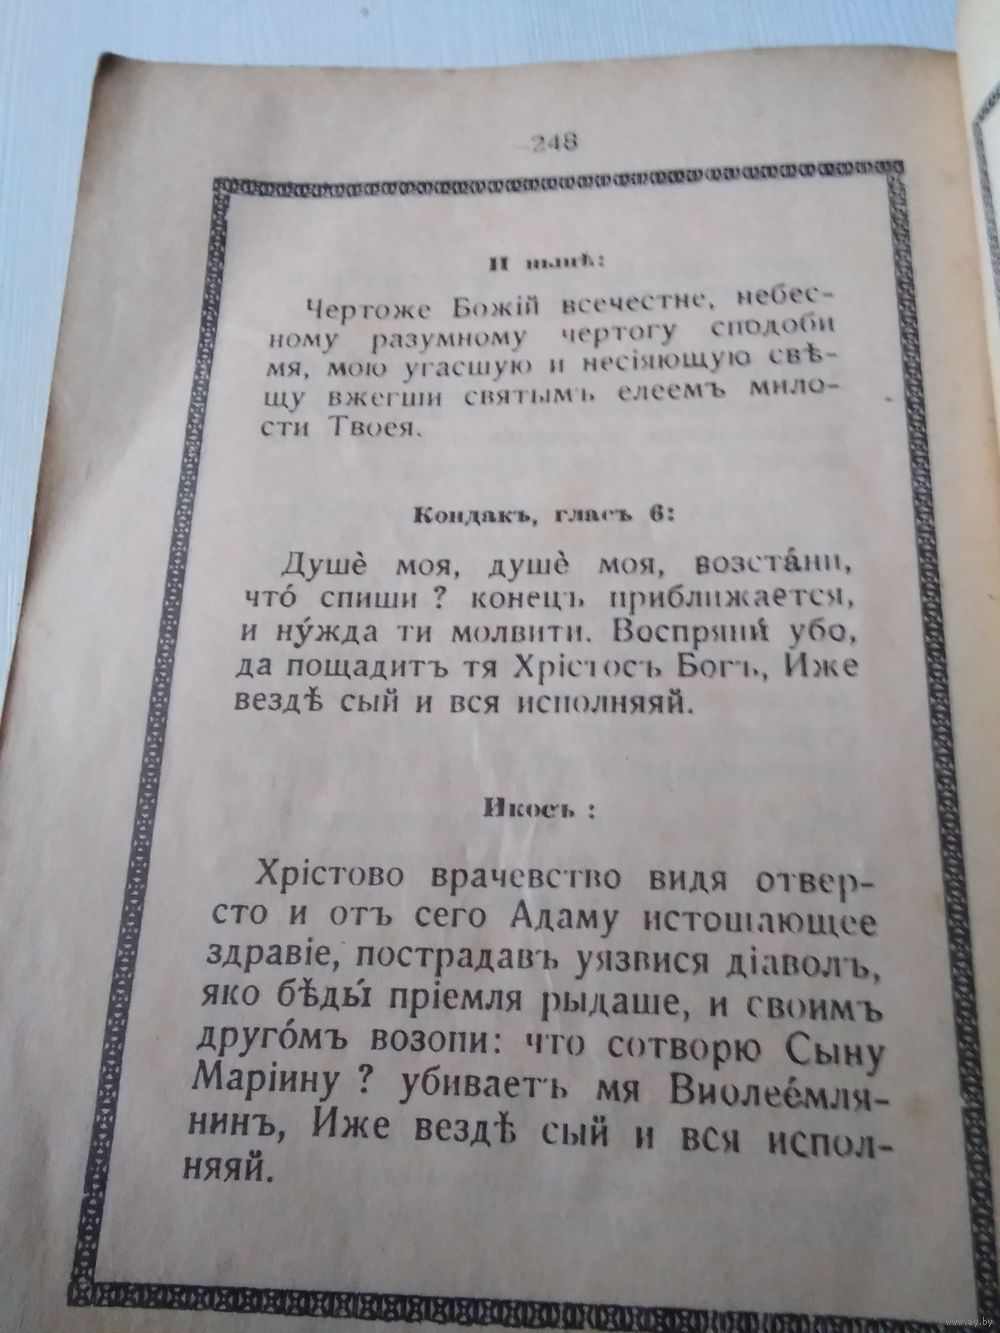 248
И нынѣ:
Чертоже Божій всечестне, небес-
ному разумному чертогу сподоби
мя, мою угасшую и несіяющую свѣ-
щу вжегши святымъ елеемъ мило-
сти Твоея.
Кондакъ, гласъ 6:
Душѐ моя, душѐ моя, возста́ни,
что́ спиши ? конецъ приближается,
и ну́жда ти молвити. Воспряни́ убо,
да пощадитъ тя Хрістосъ Богъ, Иже
вездѣ сый и вся исполняяй.
Икосъ :
Хрістово врачевство видя отвер-
сто и отъ сего Адаму истощающее
здравіе, пострадавъ уязвися діаволъ,
яко бѣды́ пріемля рыдаше, и своимъ
друго́мъ возопи: что сотворю Сыну
Маріину ? убиваетъ мя Виѳлее́мля-
нинъ, Иже вездѣ сый и вся испол-
няяй.
www.ay.by